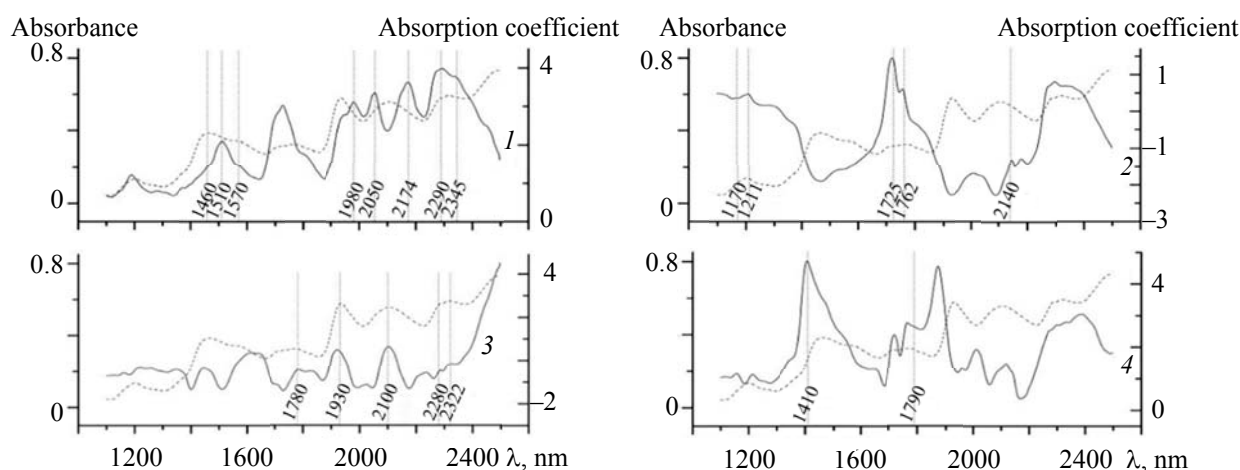 Absorbance Absorption coefficient Absorbance Absorption coefficient
0.8 4 0.8 1
1 2 2 –1
0 0 0 –3
1460 1510 1570 1980 2050 2174 2290 2345 1170 1211 1725 1762 2140
0.8 4 0.8 4
3 2
0 –2 0 4 0
1780 1930 2100 2280 2322 1410 1790
1200 1600 2000 2400 λ, nm 1200 1600 2000 2400 λ, nm